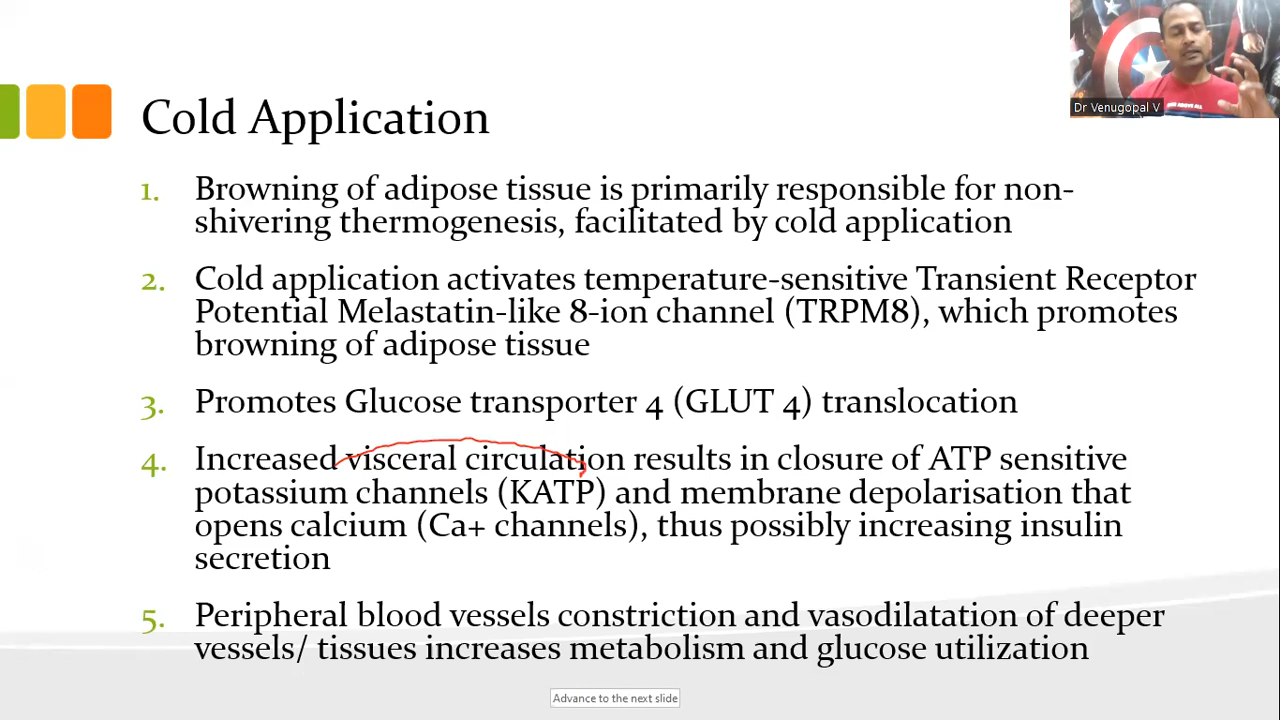 Dr Venugopal V
Cold Application
1. Browning of adipose tissue is primarily responsible for non-
shivering thermogenesis, facilitated by cold application
2. Cold application activates temperature-sensitive Transient Receptor
Potential Melastatin-like 8-ion channel (TRPM8), which promotes
browning of adipose tissue
3. Promotes Glucose transporter 4 (GLUT 4) translocation
4. Increased visceral circulation results in closure of ATP sensitive
potassium channels (KATP) and membrane depolarisation that
opens calcium (Ca+ channels), thus possibly increasing insulin
secretion
5. Peripheral blood vessels constriction and vasodilatation of deeper
vessels/ tissues increases metabolism and glucose utilization
Advance to the next slide